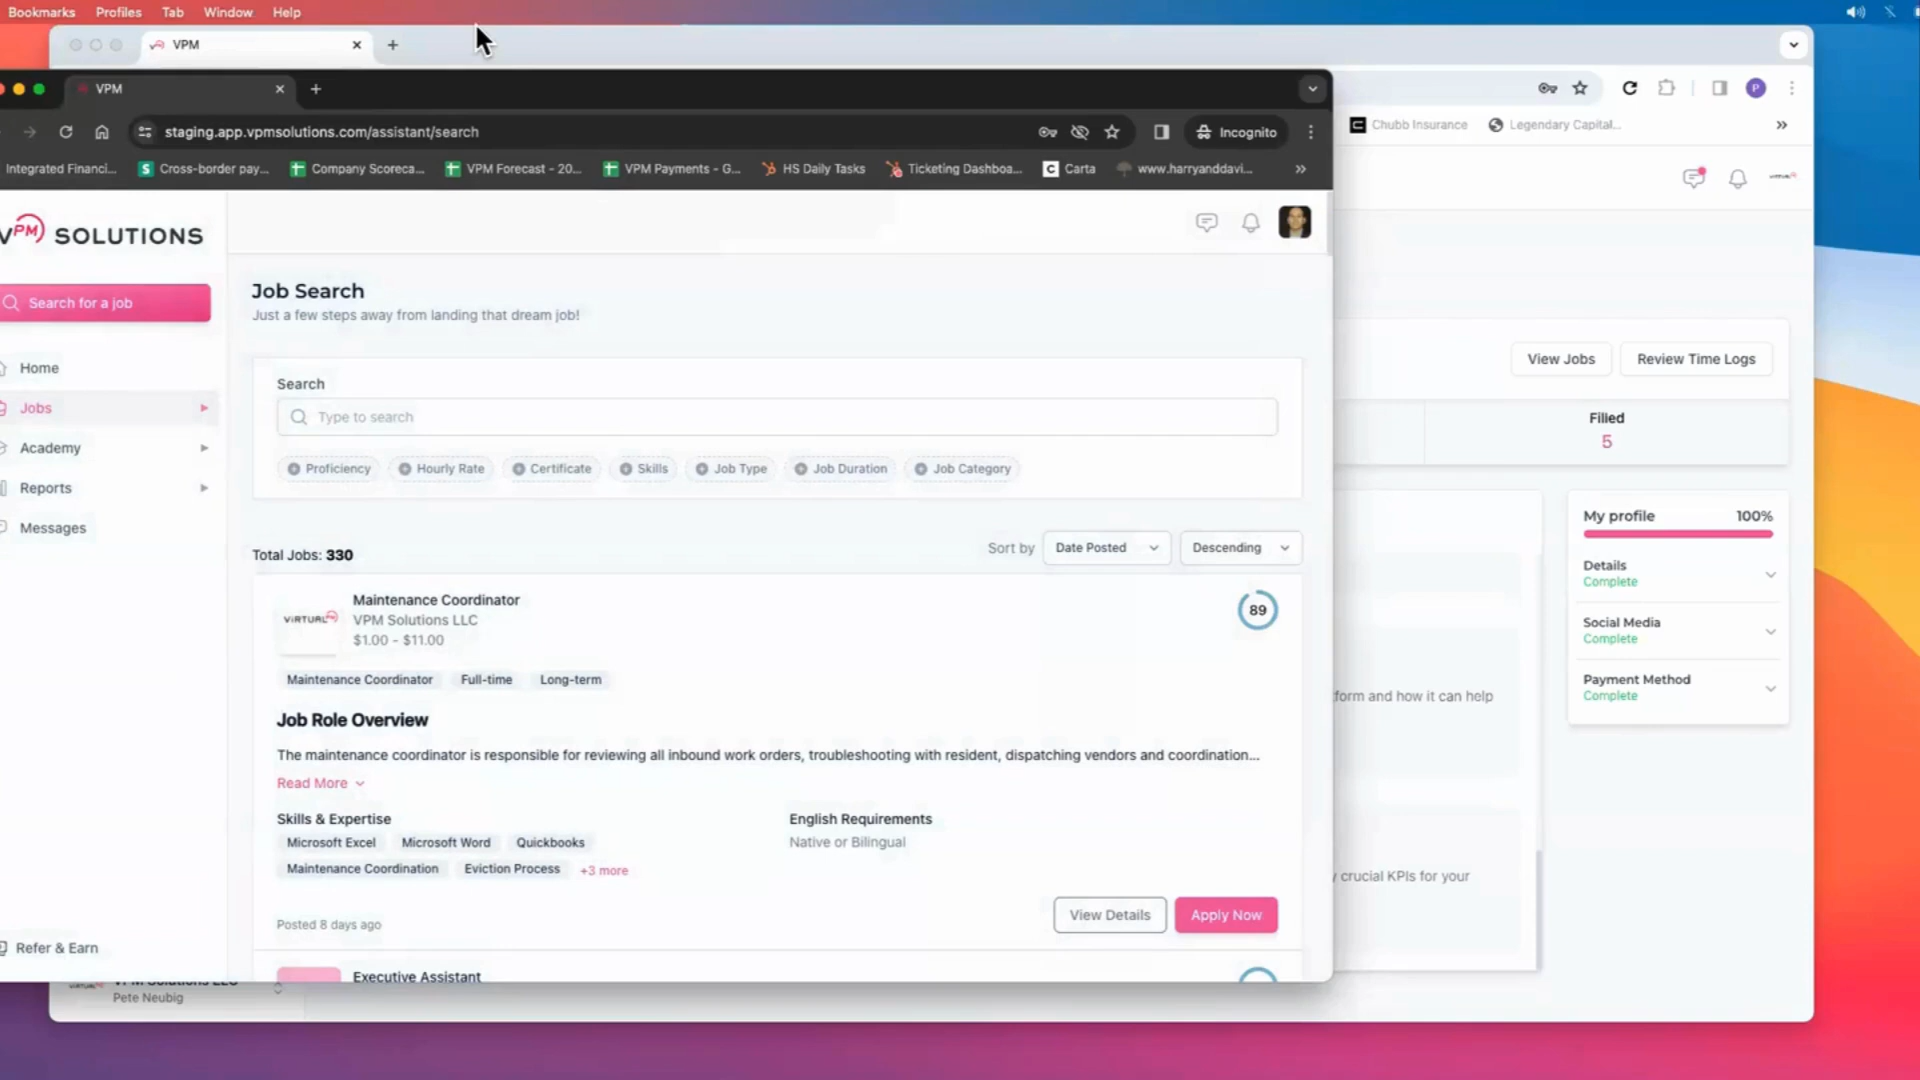 Bookmarks Profiles Tab Window Help
VPM
VPM
staging.app.vpmsolutions.com/assistant/search
Incognito
P
Integrated Financi... Cross-border pay... Company Scoreca... VPM Forecast - 20... VPM Payments - G... HS Daily Tasks Ticketing Dashboa... Carta www.harryanddavi... »
Chubb Insurance Legendary Capital... »
VPM SOLUTIONS
Search for a job
Home
Jobs
Academy
Reports
Messages
Refer & Earn
Job Search
Just a few steps away from landing that dream job!
Search
Type to search
Proficiency Hourly Rate Certificate Skills Job Type Job Duration Job Category
Total Jobs: 330
Sort by Date Posted Descending
VIRTUAL
Maintenance Coordinator
VPM Solutions LLC
$1.00 - $11.00
89
Maintenance Coordinator Full-time Long-term
Job Role Overview
The maintenance coordinator is responsible for reviewing all inbound work orders, troubleshooting with resident, dispatching vendors and coordination...
Read More
Skills & Expertise
Microsoft Excel Microsoft Word Quickbooks
Maintenance Coordination Eviction Process +3 more
English Requirements
Native or Bilingual
Posted 8 days ago
View Details Apply Now
Executive Assistant
VPM Solutions LLC
Pete Neubig
View Jobs Review Time Logs
Filled
5
form and how it can help
crucial KPIs for your
My profile 100%
Details
Complete
Social Media
Complete
Payment Method
Complete